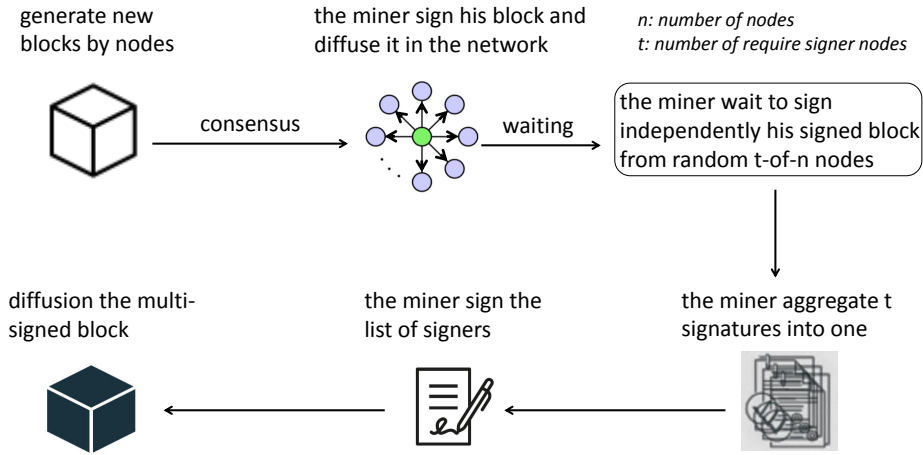 generate new
blocks by nodes
the miner sign his block and
diffuse it in the network
n: number of nodes
t: number of require signer nodes
consensus
waiting
the miner wait to sign
independently his signed block
from random t-of-n nodes
diffusion the multi-
signed block
the miner sign the
list of signers
the miner aggregate t
signatures into one